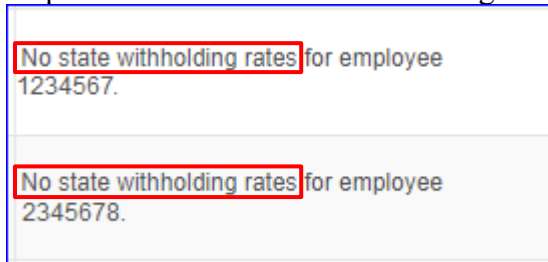 No state withholding rates for employee
1234567.
No state withholding rates for employee
2345678.